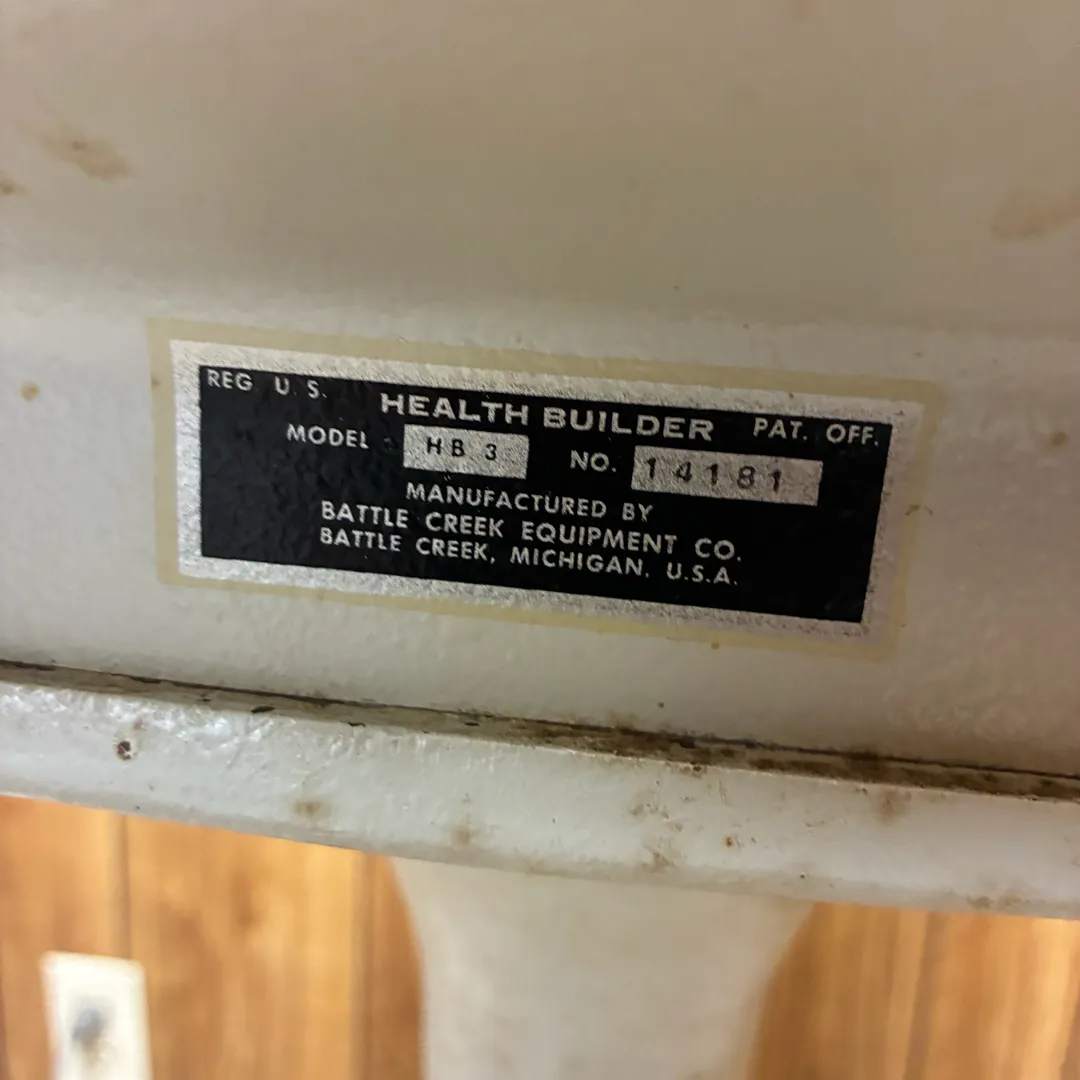 REG U.S. HEALTH BUILDER PAT. OFF.
MODEL HB 3 NO. 14181
MANUFACTURED BY
BATTLE CREEK EQUIPMENT CO.
BATTLE CREEK, MICHIGAN, U.S.A.